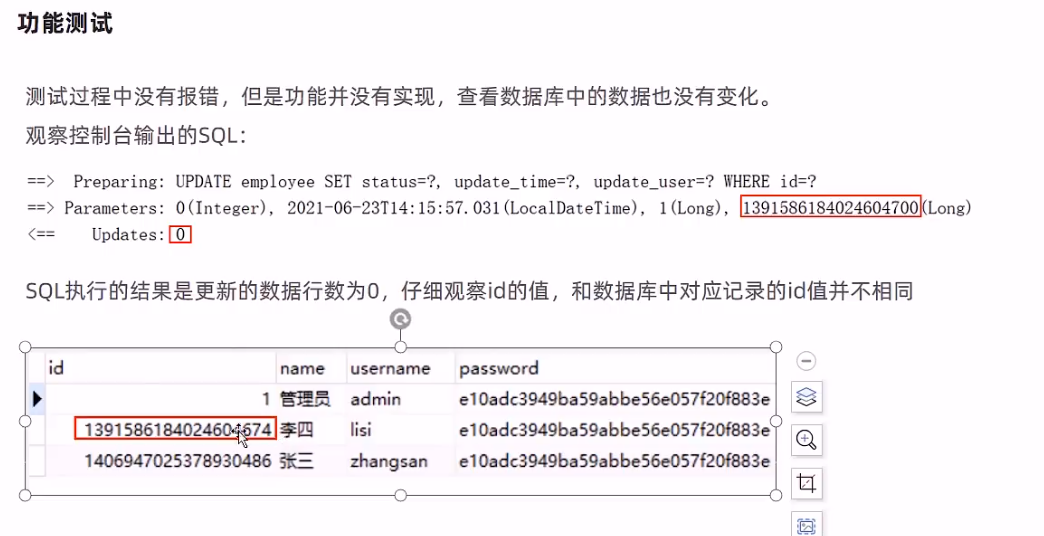 功能测试
测试过程中没有报错，但是功能并没有实现，查看数据库中的数据也没有变化。
观察控制台输出的SQL：
==>  Preparing: UPDATE employee SET status=?, update_time=?, update_user=? WHERE id=?
==> Parameters: 0(Integer), 2021-06-23T14:15:57.031(LocalDateTime), 1(Long), 1391586184024604700(Long)
<==    Updates: 0
SQL执行的结果是更新的数据行数为0，仔细观察id的值，和数据库中对应记录的id值并不相同
id name username password
1 管理员 admin e10adc3949ba59abbe56e057f20f883e
李四 lisi e10adc3949ba59abbe56e057f20f883e
1406947025378930486 张三 zhangsan e10adc3949ba59abbe56e057f20f883e